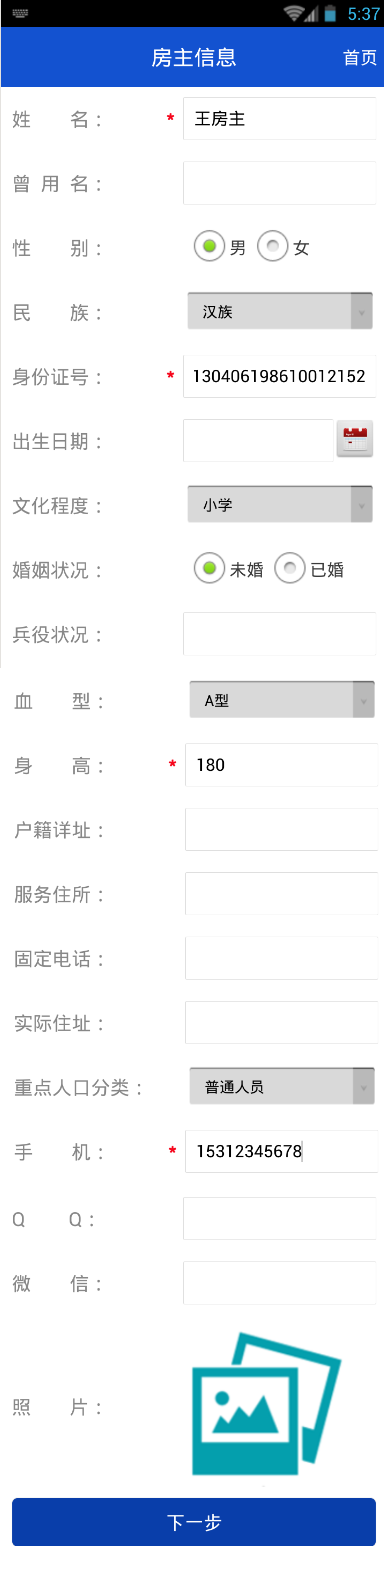 5:37
房主信息 首页
姓 名： * 王房主
曾 用 名：
性 别： 男 女
民 族： 汉族
身份证号： * 130406198610012152
出生日期：
文化程度： 小学
婚姻状况： 未婚 已婚
兵役状况：
血 型： A型
身 高： * 180
户籍详址：
服务住所：
固定电话：
实际住址：
重点人口分类： 普通人员
手 机： * 15312345678
Q Q：
微 信：
照 片：
下一步